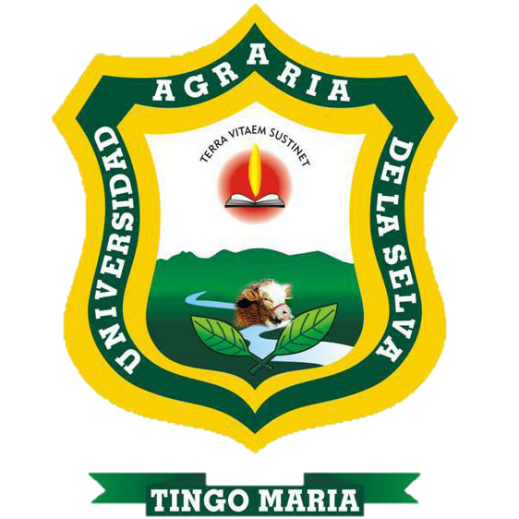 UNIVERSIDAD
AGRARIA
DE LA SELVA
TERRA VITAEM SUSTINET
TINGO MARIA